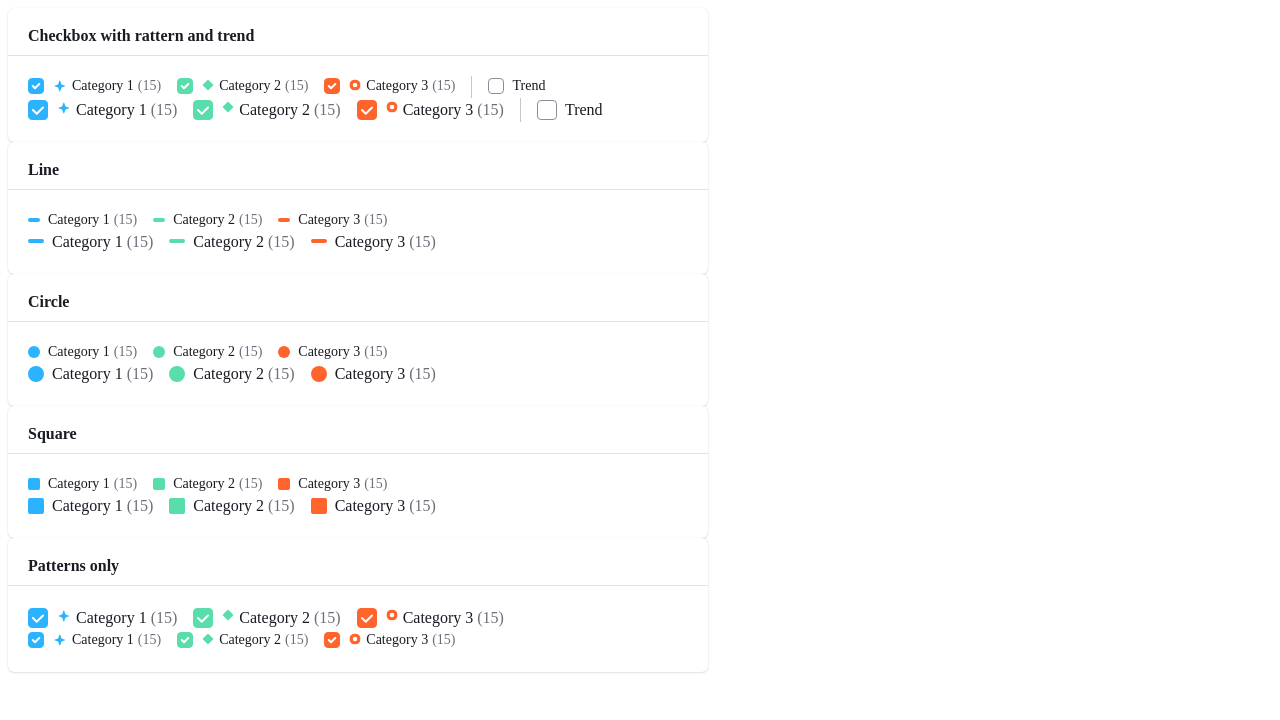 Checkbox with rattern and trend
Category 1 (15) Category 2 (15) Category 3 (15) Trend
Category 1 (15) Category 2 (15) Category 3 (15) Trend
Line
Category 1 (15) Category 2 (15) Category 3 (15)
Category 1 (15) Category 2 (15) Category 3 (15)
Circle
Category 1 (15) Category 2 (15) Category 3 (15)
Category 1 (15) Category 2 (15) Category 3 (15)
Square
Category 1 (15) Category 2 (15) Category 3 (15)
Category 1 (15) Category 2 (15) Category 3 (15)
Patterns only
Category 1 (15) Category 2 (15) Category 3 (15)
Category 1 (15) Category 2 (15) Category 3 (15)